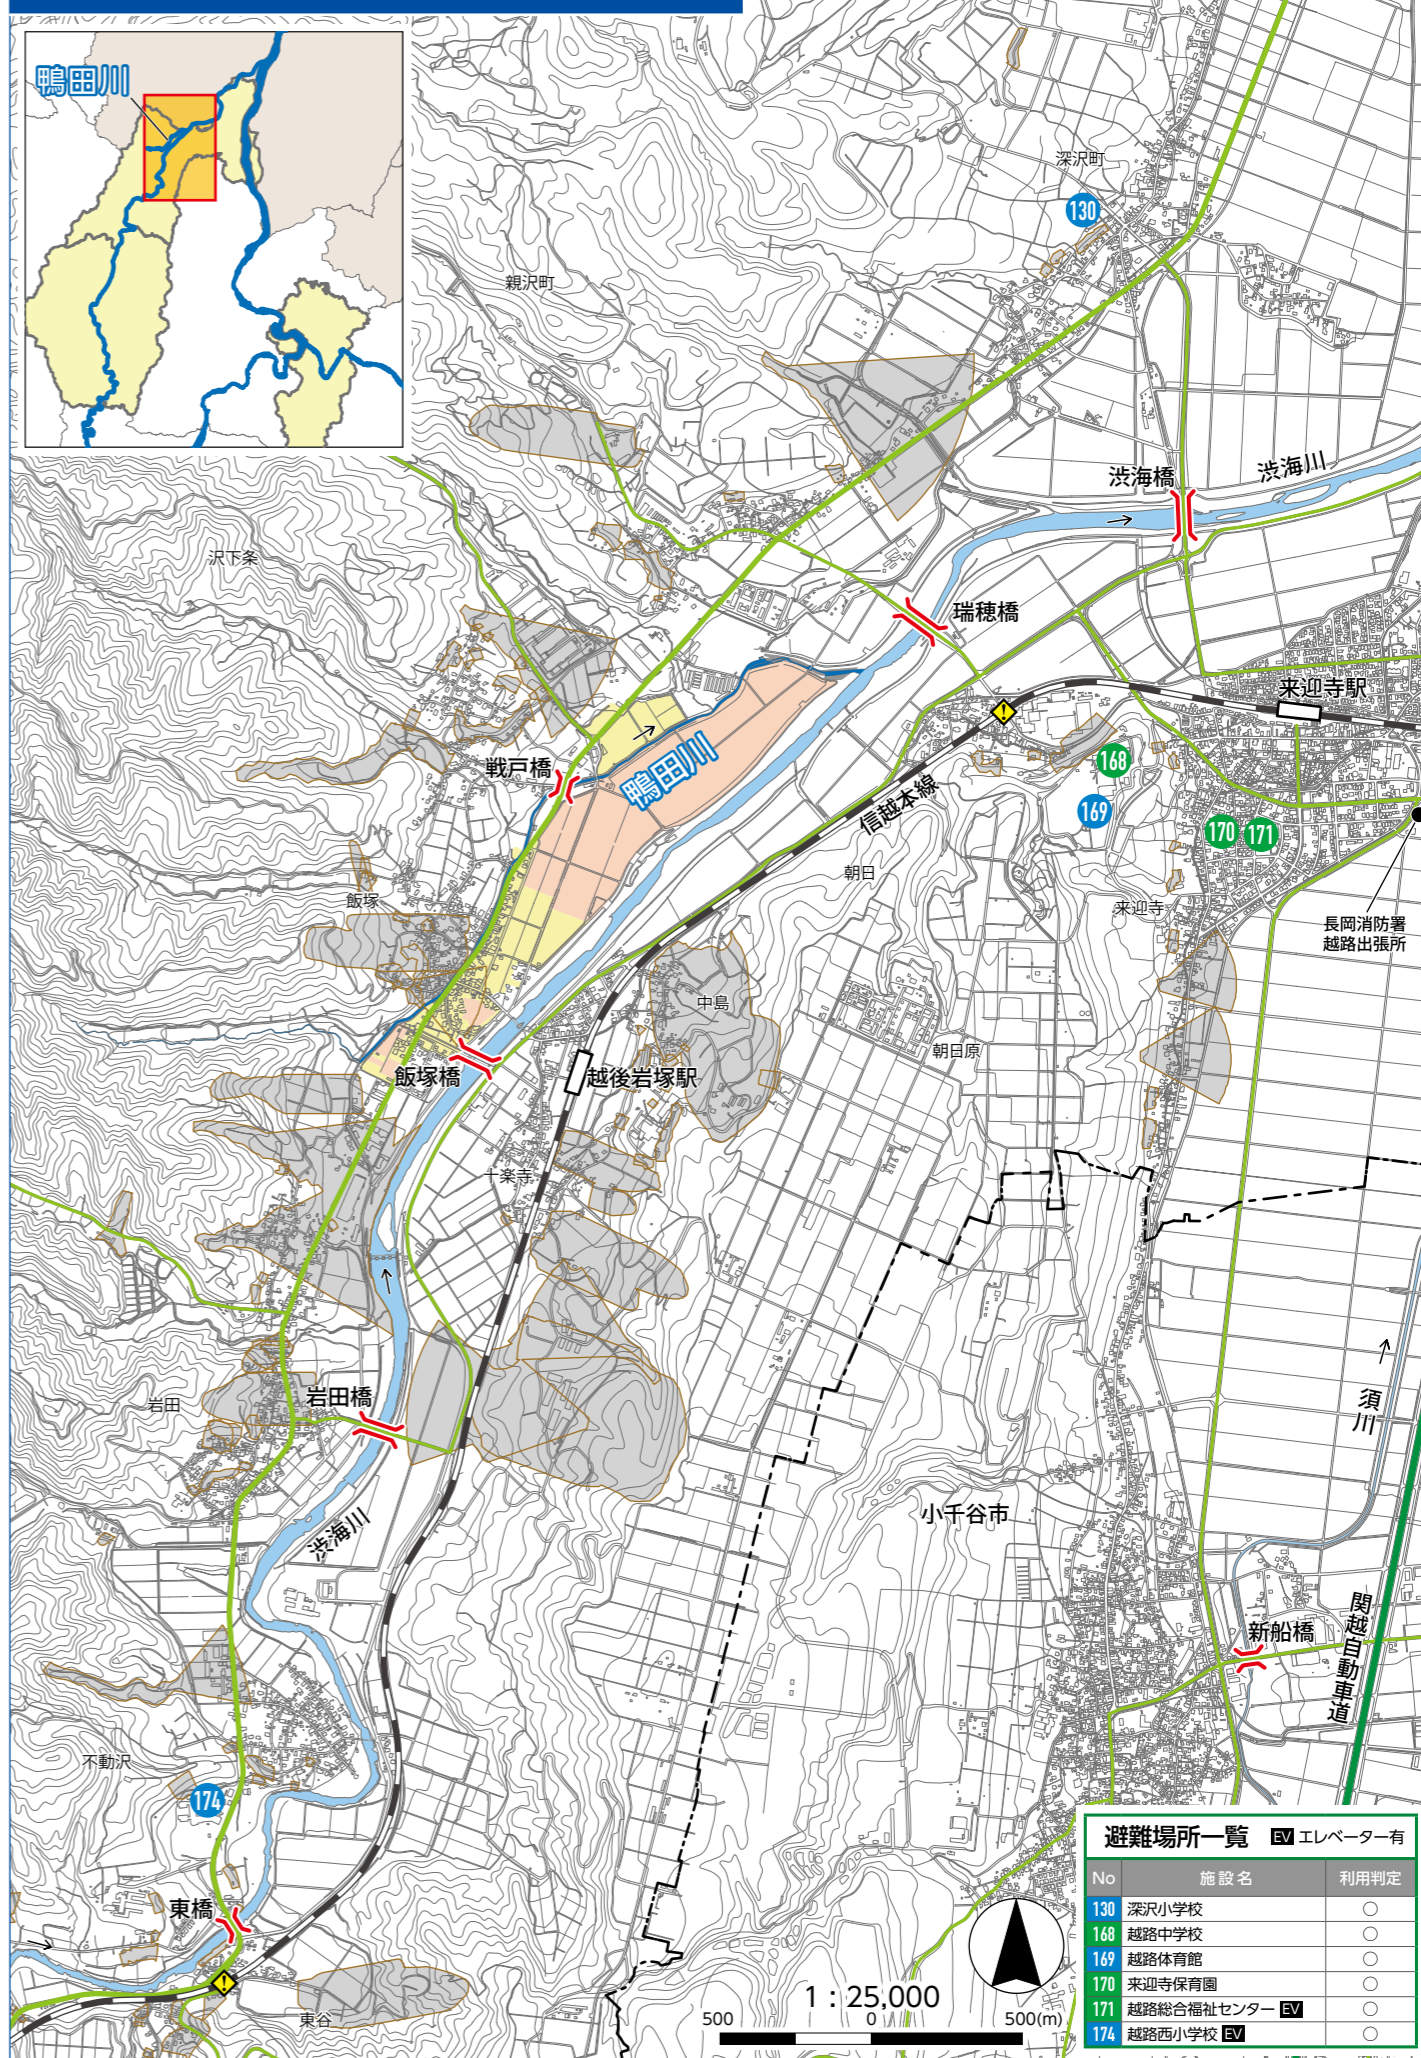 鴨田川
深沢町
130
親沢町
渋海橋
渋海川
沢下条
瑞穂橋
来迎寺駅
戦戸橋
鴨田川
168
信越本線
169
170
171
朝日
飯塚
来迎寺
長岡消防署
越路出張所
中島
朝日原
飯塚橋
越後岩塚駅
十楽寺
岩田
岩田橋
須川
小千谷市
渋海川
関越自動車道
新船橋
不動沢
174
東橋
東谷
1：25,000
500 0 500(m)
避難場所一覧 EV エレベーター有
No 施設名 利用判定
130 深沢小学校 ○
168 越路中学校 ○
169 越路体育館 ○
170 来迎寺保育園 ○
171 越路総合福祉センター EV ○
174 越路西小学校 EV ○